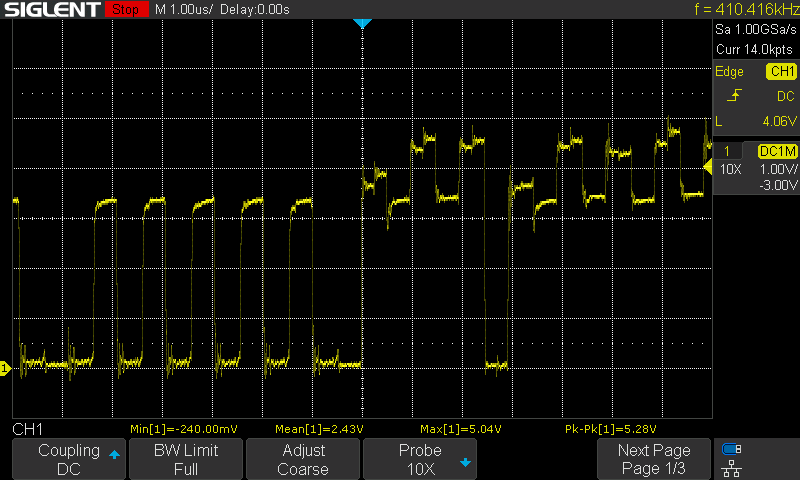 SIGLENT Stop M 1.00us/ Delay:0.00s f = 410.416kHz
Sa 1.00GSa/s
Curr 14.0kpts
Edge CH1
DC
L 4.06V
1 DC1M
10X 1.00V/
-3.00V
1
CH1 Min[1]=-240.00mV Mean[1]=2.43V Max[1]=5.04V Pk-Pk[1]=5.28V
Coupling BW Limit Adjust Probe Next Page
DC Full Coarse 10X Page 1/3